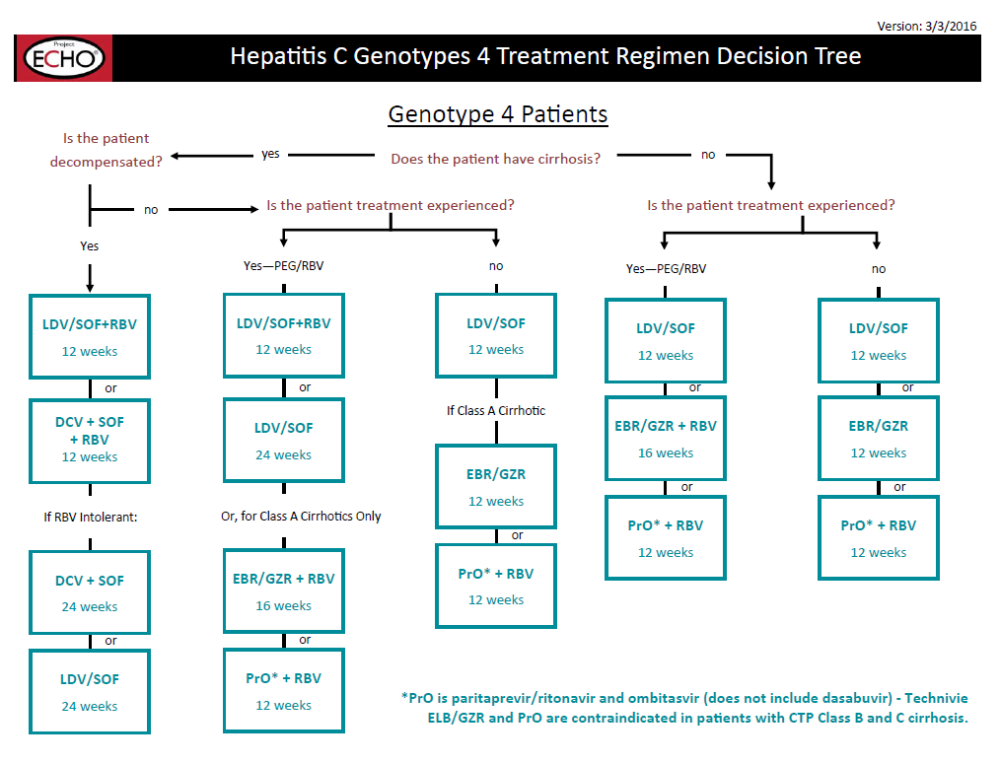 Version: 3/3/2016
Project
ECHO®
Hepatitis C Genotypes 4 Treatment Regimen Decision Tree
Genotype 4 Patients
Does the patient have cirrhosis?
yes
no
Is the patient
decompensated?
no
Yes
LDV/SOF+RBV
12 weeks
or
DCV + SOF
+ RBV
12 weeks
If RBV Intolerant:
DCV + SOF
24 weeks
or
LDV/SOF
24 weeks
Is the patient treatment experienced?
Yes—PEG/RBV
LDV/SOF+RBV
12 weeks
or
LDV/SOF
24 weeks
Or, for Class A Cirrhotics Only
EBR/GZR + RBV
16 weeks
or
PrO* + RBV
12 weeks
no
LDV/SOF
12 weeks
If Class A Cirrhotic
EBR/GZR
12 weeks
or
PrO* + RBV
12 weeks
Is the patient treatment experienced?
Yes—PEG/RBV
LDV/SOF
12 weeks
or
EBR/GZR + RBV
16 weeks
or
PrO* + RBV
12 weeks
no
LDV/SOF
12 weeks
or
EBR/GZR
12 weeks
or
PrO* + RBV
12 weeks
*PrO is paritaprevir/ritonavir and ombitasvir (does not include dasabuvir) - Technivie
ELB/GZR and PrO are contraindicated in patients with CTP Class B and C cirrhosis.